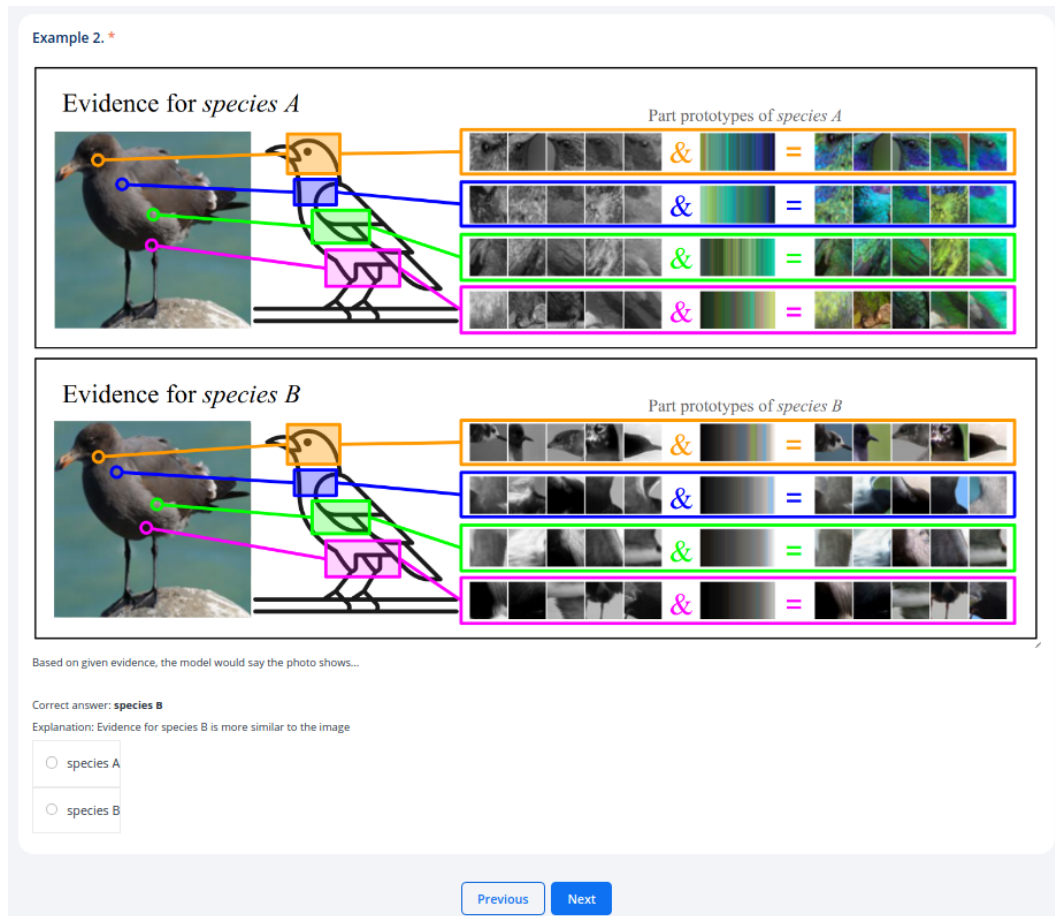 Example 2. *
Evidence for species A
Part prototypes of species A
& =
& =
& =
& =
Evidence for species B
Part prototypes of species B
& =
& =
& =
& =
Based on given evidence, the model would say the photo shows...
Correct answer: species B
Explanation: Evidence for species B is more similar to the image
species A
species B
Previous Next